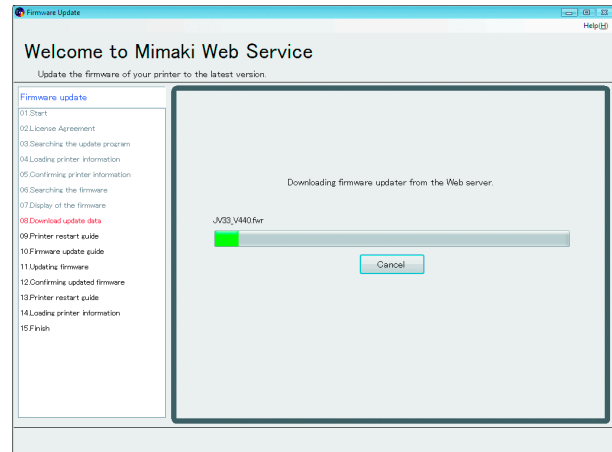 Firmware Update
Help(H)
Welcome to Mimaki Web Service
Update the firmware of your printer to the latest version.
Firmware update
01.Start
02.License Agreement
03.Searching the update program
04.Loading printer information
05.Confirming printer information
06.Searching the firmware
07.Display of the firmware
08.Download update data
09.Printer restart guide
10.Firmware update guide
11.Updating firmware
12.Confirming updated firmware
13.Printer restart guide
14.Loading printer information
15.Finish
Downloading firmware updater from the Web server.
JV33_V440.fwr
Cancel